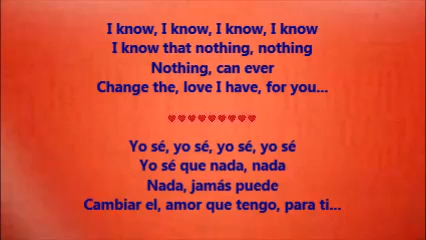 I know, I know, I know, I know
I know that nothing, nothing
Nothing, can ever
Change the, love I have, for you...
Yo sé, yo sé, yo sé, yo sé
Yo sé que nada, nada
Nada, jamás puede
Cambiar el, amor que tengo, para ti...